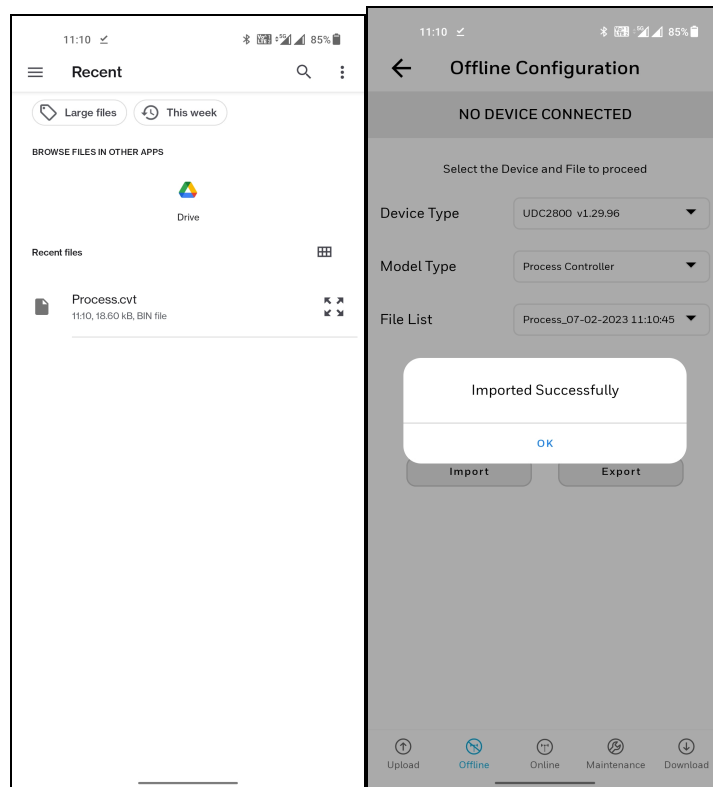 11:10
85%
Recent
Large files
This week
BROWSE FILES IN OTHER APPS
Drive
Recent files
Process.cvt
11:10, 18.60 kB, BIN file
11:10
85%
Offline Configuration
NO DEVICE CONNECTED
Select the Device and File to proceed
Device Type
UDC2800 v1.29.96
Model Type
Process Controller
File List
Process_07-02-2023 11:10:45
Imported Successfully
OK
Import
Export
Upload
Offline
Online
Maintenance
Download